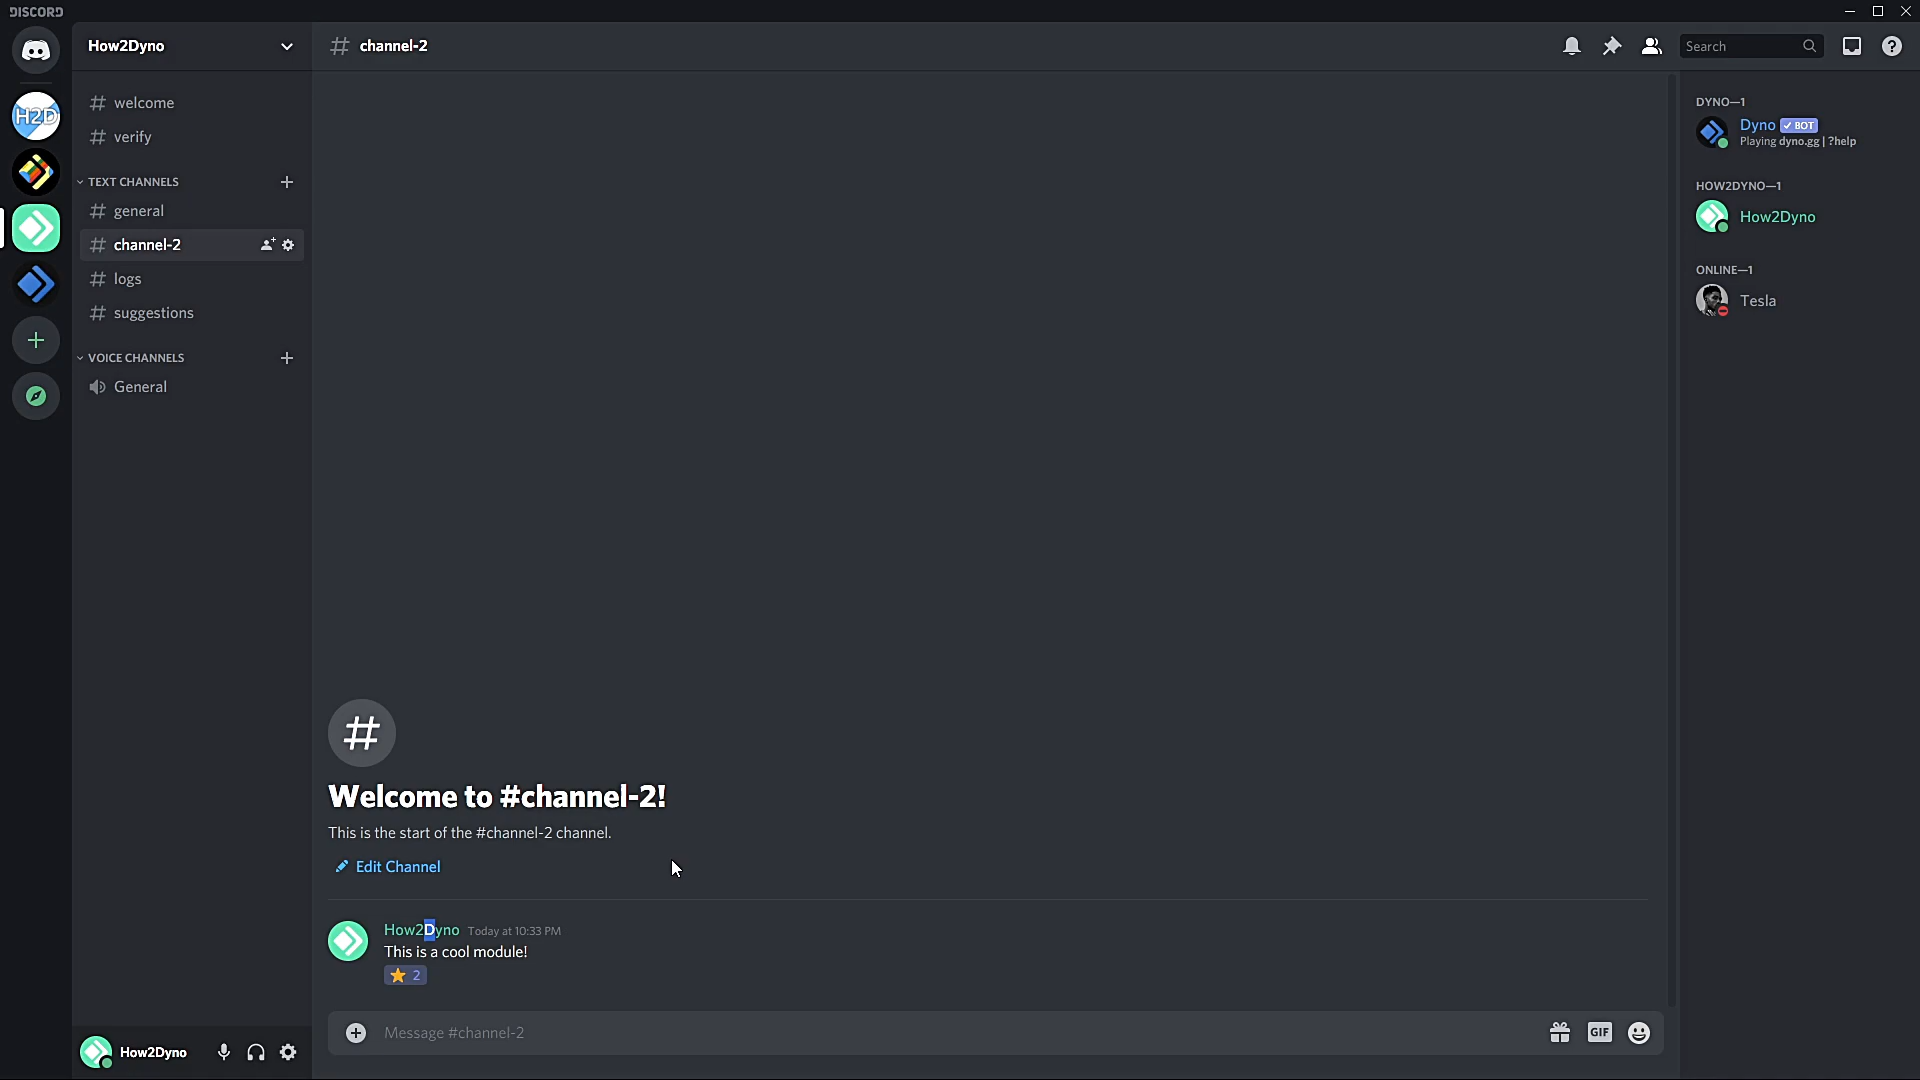 DISCORD
How2Dyno
# channel-2
Search
H2D
# welcome
# verify
TEXT CHANNELS
# general
# channel-2
# logs
# suggestions
VOICE CHANNELS
General
#
Welcome to #channel-2!
This is the start of the #channel-2 channel.
Edit Channel
How2Dyno Today at 10:33 PM
This is a cool module!
2
Message #channel-2
GIF
How2Dyno
DYNO—1
Dyno BOT
Playing dyno.gg | ?help
HOW2DYNO—1
How2Dyno
ONLINE—1
Tesla